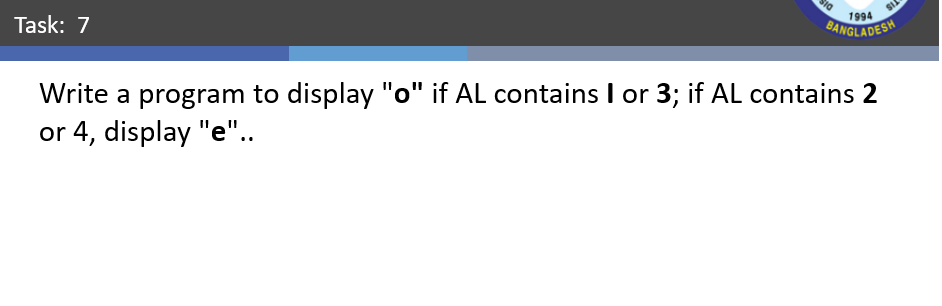 Task: 7
1994
BANGLADESH
Write a program to display "o" if AL contains I or 3; if AL contains 2
or 4, display "e"..